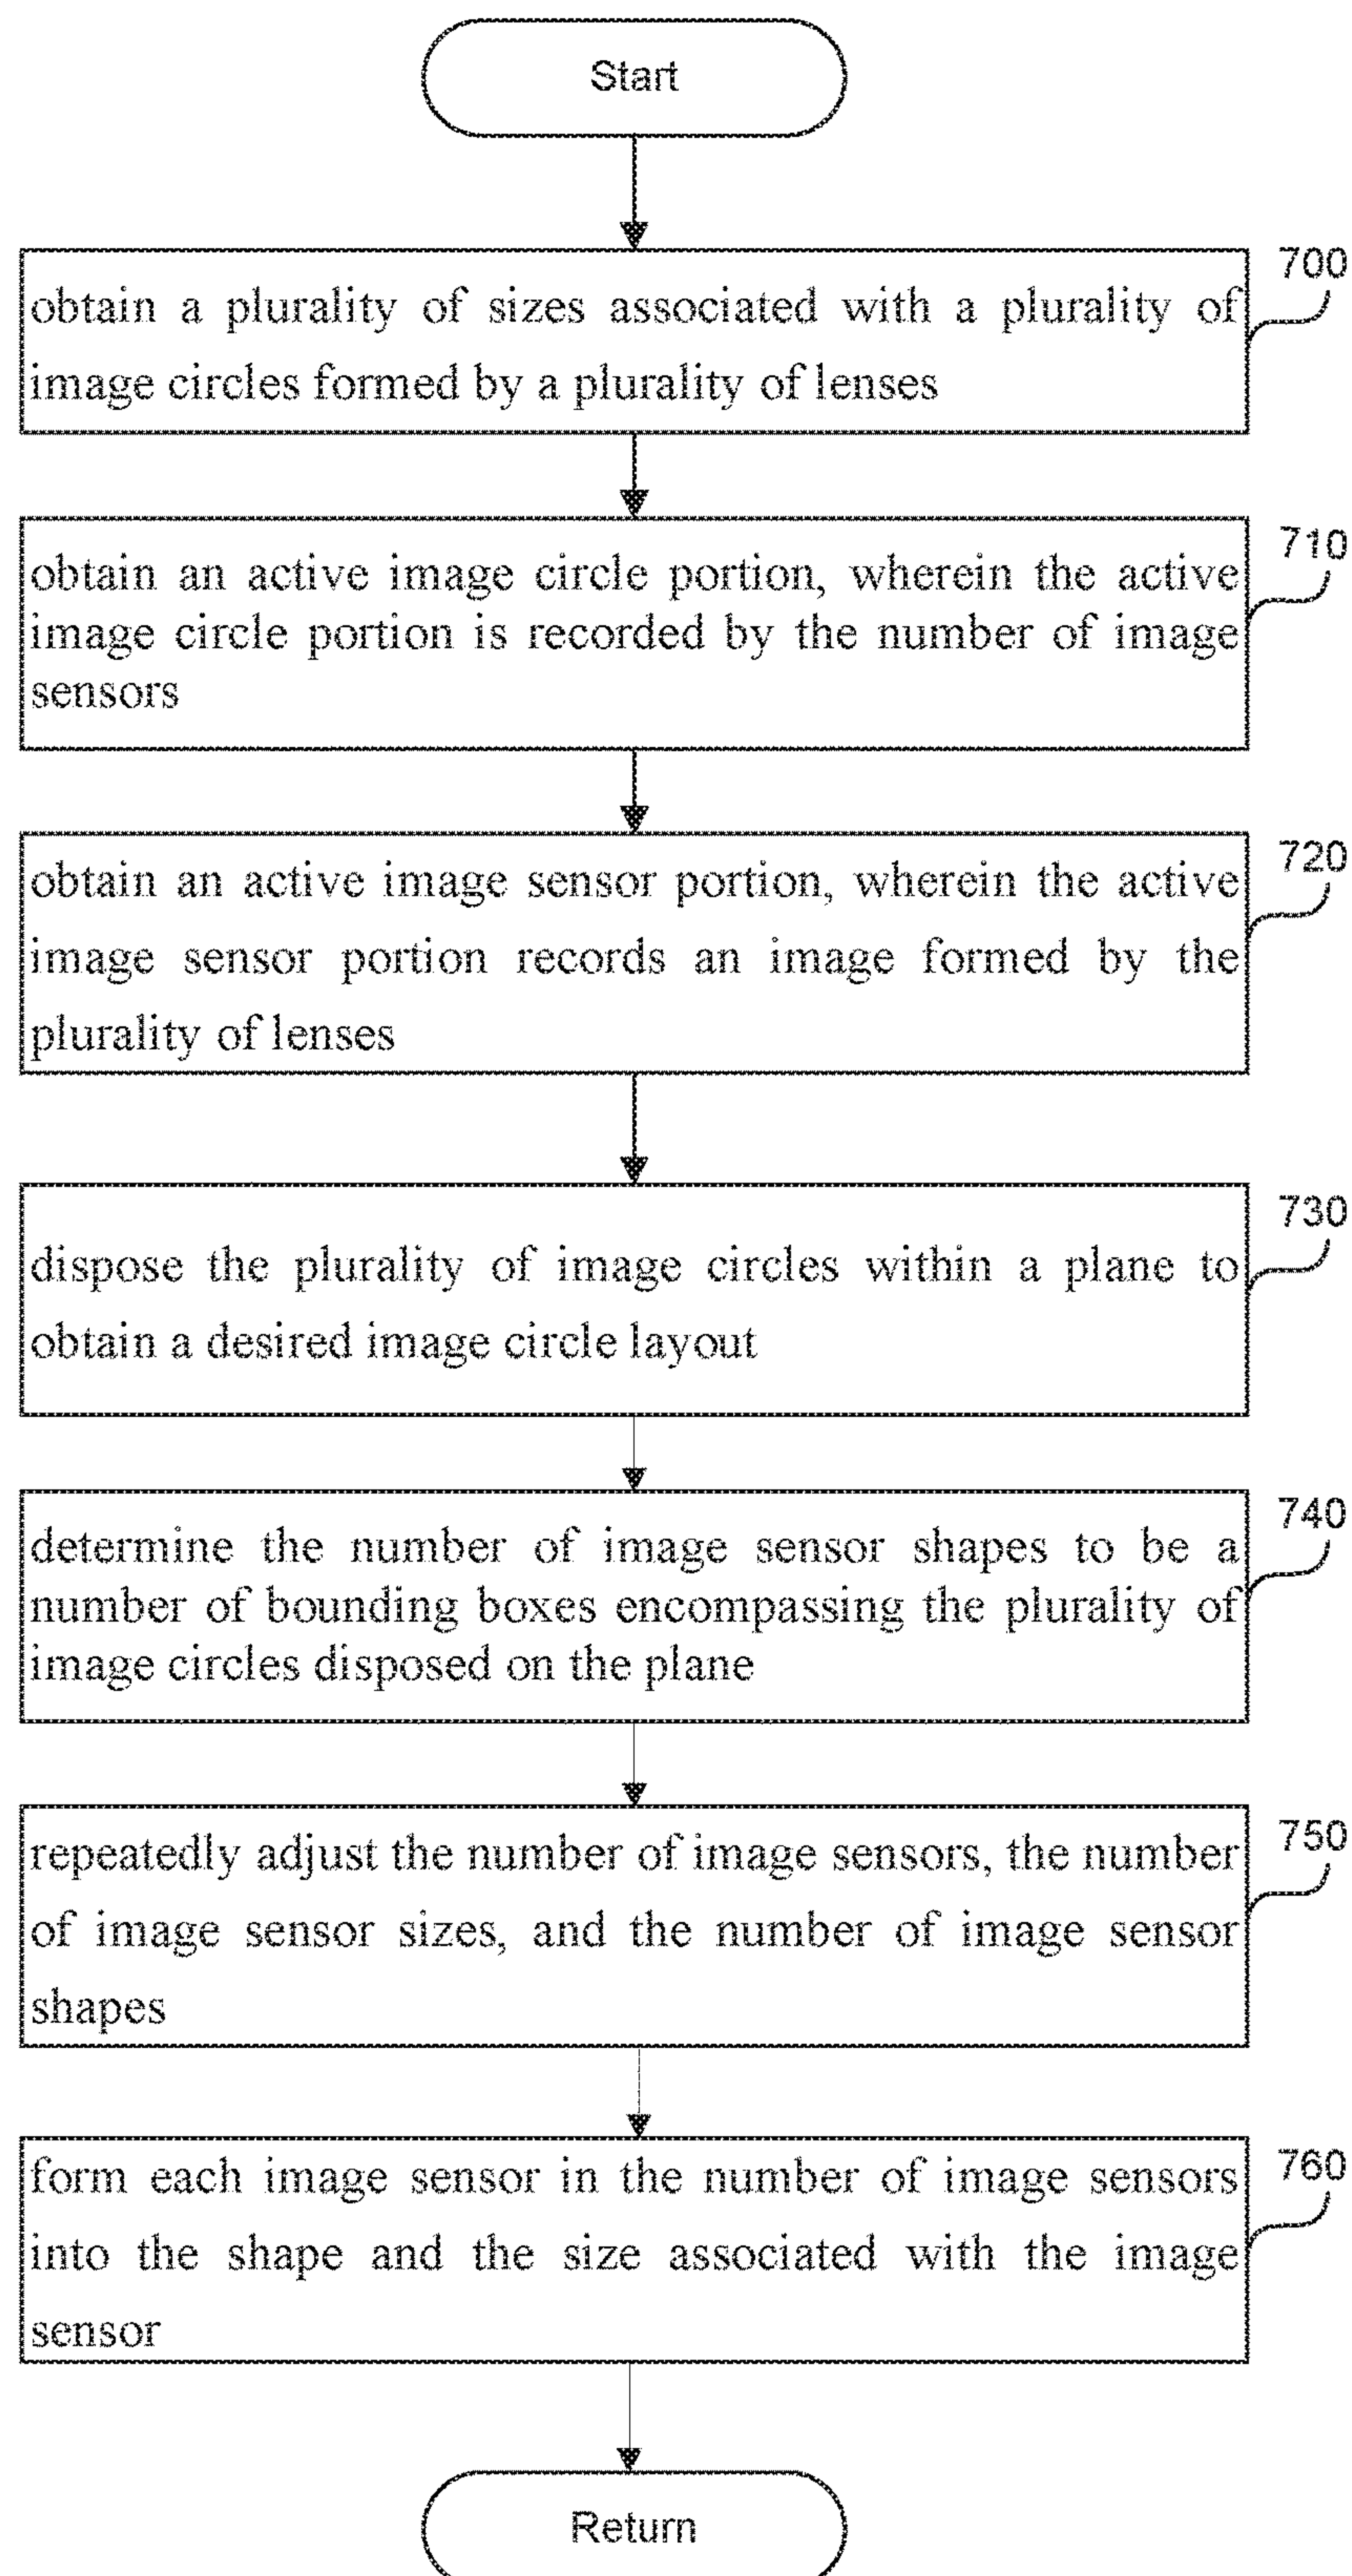 Start
700
obtain a plurality of sizes associated with a plurality of
image circles formed by a plurality of lenses
710
obtain an active image circle portion, wherein the active
image circle portion is recorded by the number of image
sensors
720
obtain an active image sensor portion, wherein the active
image sensor portion records an image formed by the
plurality of lenses
730
dispose the plurality of image circles within a plane to
obtain a desired image circle layout
740
determine the number of image sensor shapes to be a
number of bounding boxes encompassing the plurality of
image circles disposed on the plane
750
repeatedly adjust the number of image sensors, the number
of image sensor sizes, and the number of image sensor
shapes
760
form each image sensor in the number of image sensors
into the shape and the size associated with the image
sensor
Return